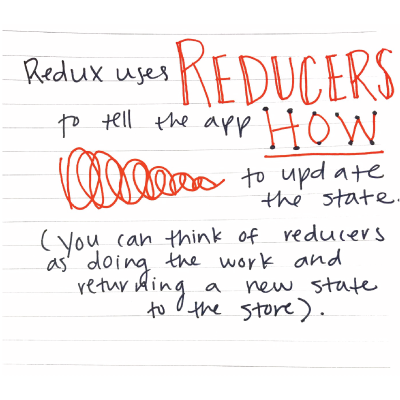 Redux uses REDUCERS
to tell the app HOW
to update
the state.
(you can think of reducers
as doing the work and
returning a new state
to the store).